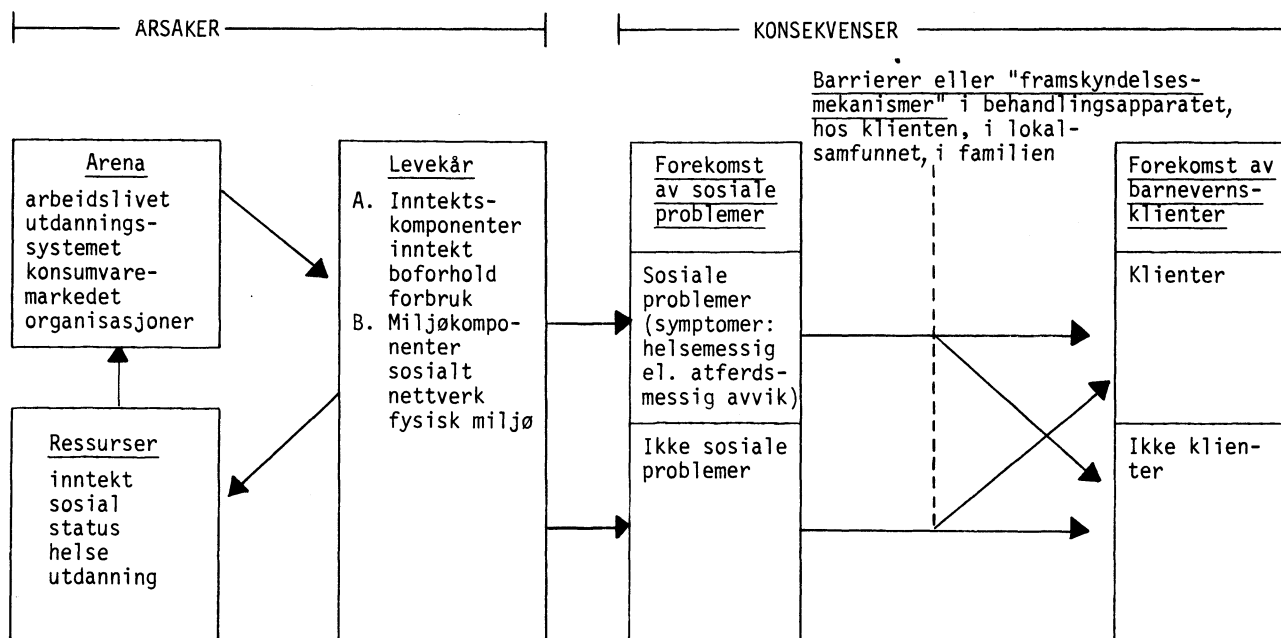 ÅRSAKER
KONSEKVENSER
Barrierer eller "framskyndelses-
mekanismer" i behandlingsapparatet,
hos klienten, i lokal-
samfunnet, i familien
Arena
arbeidslivet
utdannings-
systemet
konsumvare-
markedet
organisasjoner
Ressurser
inntekt
sosial
status
helse
utdanning
Levekår
A. Inntekts-
komponenter
inntekt
boforhold
forbruk
B. Miljøkompo-
nenter
sosialt
nettverk
fysisk miljø
Forekomst
av sosiale
problemer
Sosiale
problemer
(symptomer:
helsemessig
el. atferds-
messig avvik)
Ikke sosiale
problemer
Forekomst av
barneverns-
klienter
Klienter
Ikke klien-
ter